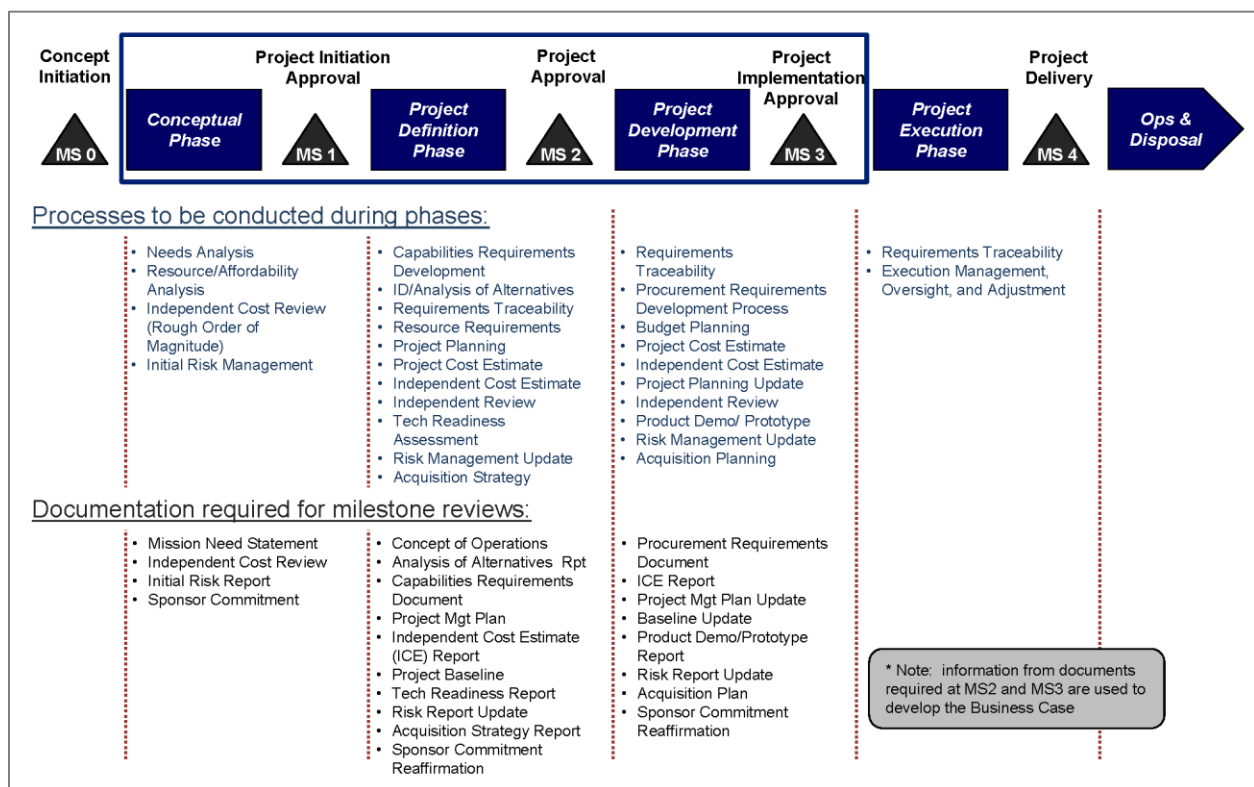 Concept
Initiation
MS 0
Conceptual
Phase
Project Initiation
Approval
MS 1
Project
Definition
Phase
Project
Approval
MS 2
Project
Development
Phase
Project
Implementation
Approval
MS 3
Project
Execution
Phase
Project
Delivery
MS 4
Ops &
Disposal
Processes to be conducted during phases:
• Needs Analysis
• Resource/Affordability
Analysis
• Independent Cost Review
(Rough Order of
Magnitude)
• Initial Risk Management
• Capabilities Requirements
Development
• ID/Analysis of Alternatives
• Requirements Traceability
• Resource Requirements
• Project Planning
• Project Cost Estimate
• Independent Cost Estimate
• Independent Review
• Tech Readiness
Assessment
• Risk Management Update
• Acquisition Strategy
• Requirements
Traceability
• Procurement Requirements
Development Process
• Budget Planning
• Project Cost Estimate
• Independent Cost Estimate
• Project Planning Update
• Independent Review
• Product Demo/ Prototype
• Risk Management Update
• Acquisition Planning
• Requirements Traceability
• Execution Management,
Oversight, and Adjustment
Documentation required for milestone reviews:
• Mission Need Statement
• Independent Cost Review
• Initial Risk Report
• Sponsor Commitment
• Concept of Operations
• Analysis of Alternatives Rpt
• Capabilities Requirements
Document
• Project Mgt Plan
• Independent Cost Estimate
(ICE) Report
• Project Baseline
• Tech Readiness Report
• Risk Report Update
• Acquisition Strategy Report
• Sponsor Commitment
Reaffirmation
• Procurement Requirements
Document
• ICE Report
• Project Mgt Plan Update
• Baseline Update
• Product Demo/Prototype
Report
• Risk Report Update
• Acquisition Plan
• Sponsor Commitment
Reaffirmation
* Note: information from documents
required at MS2 and MS3 are used to
develop the Business Case